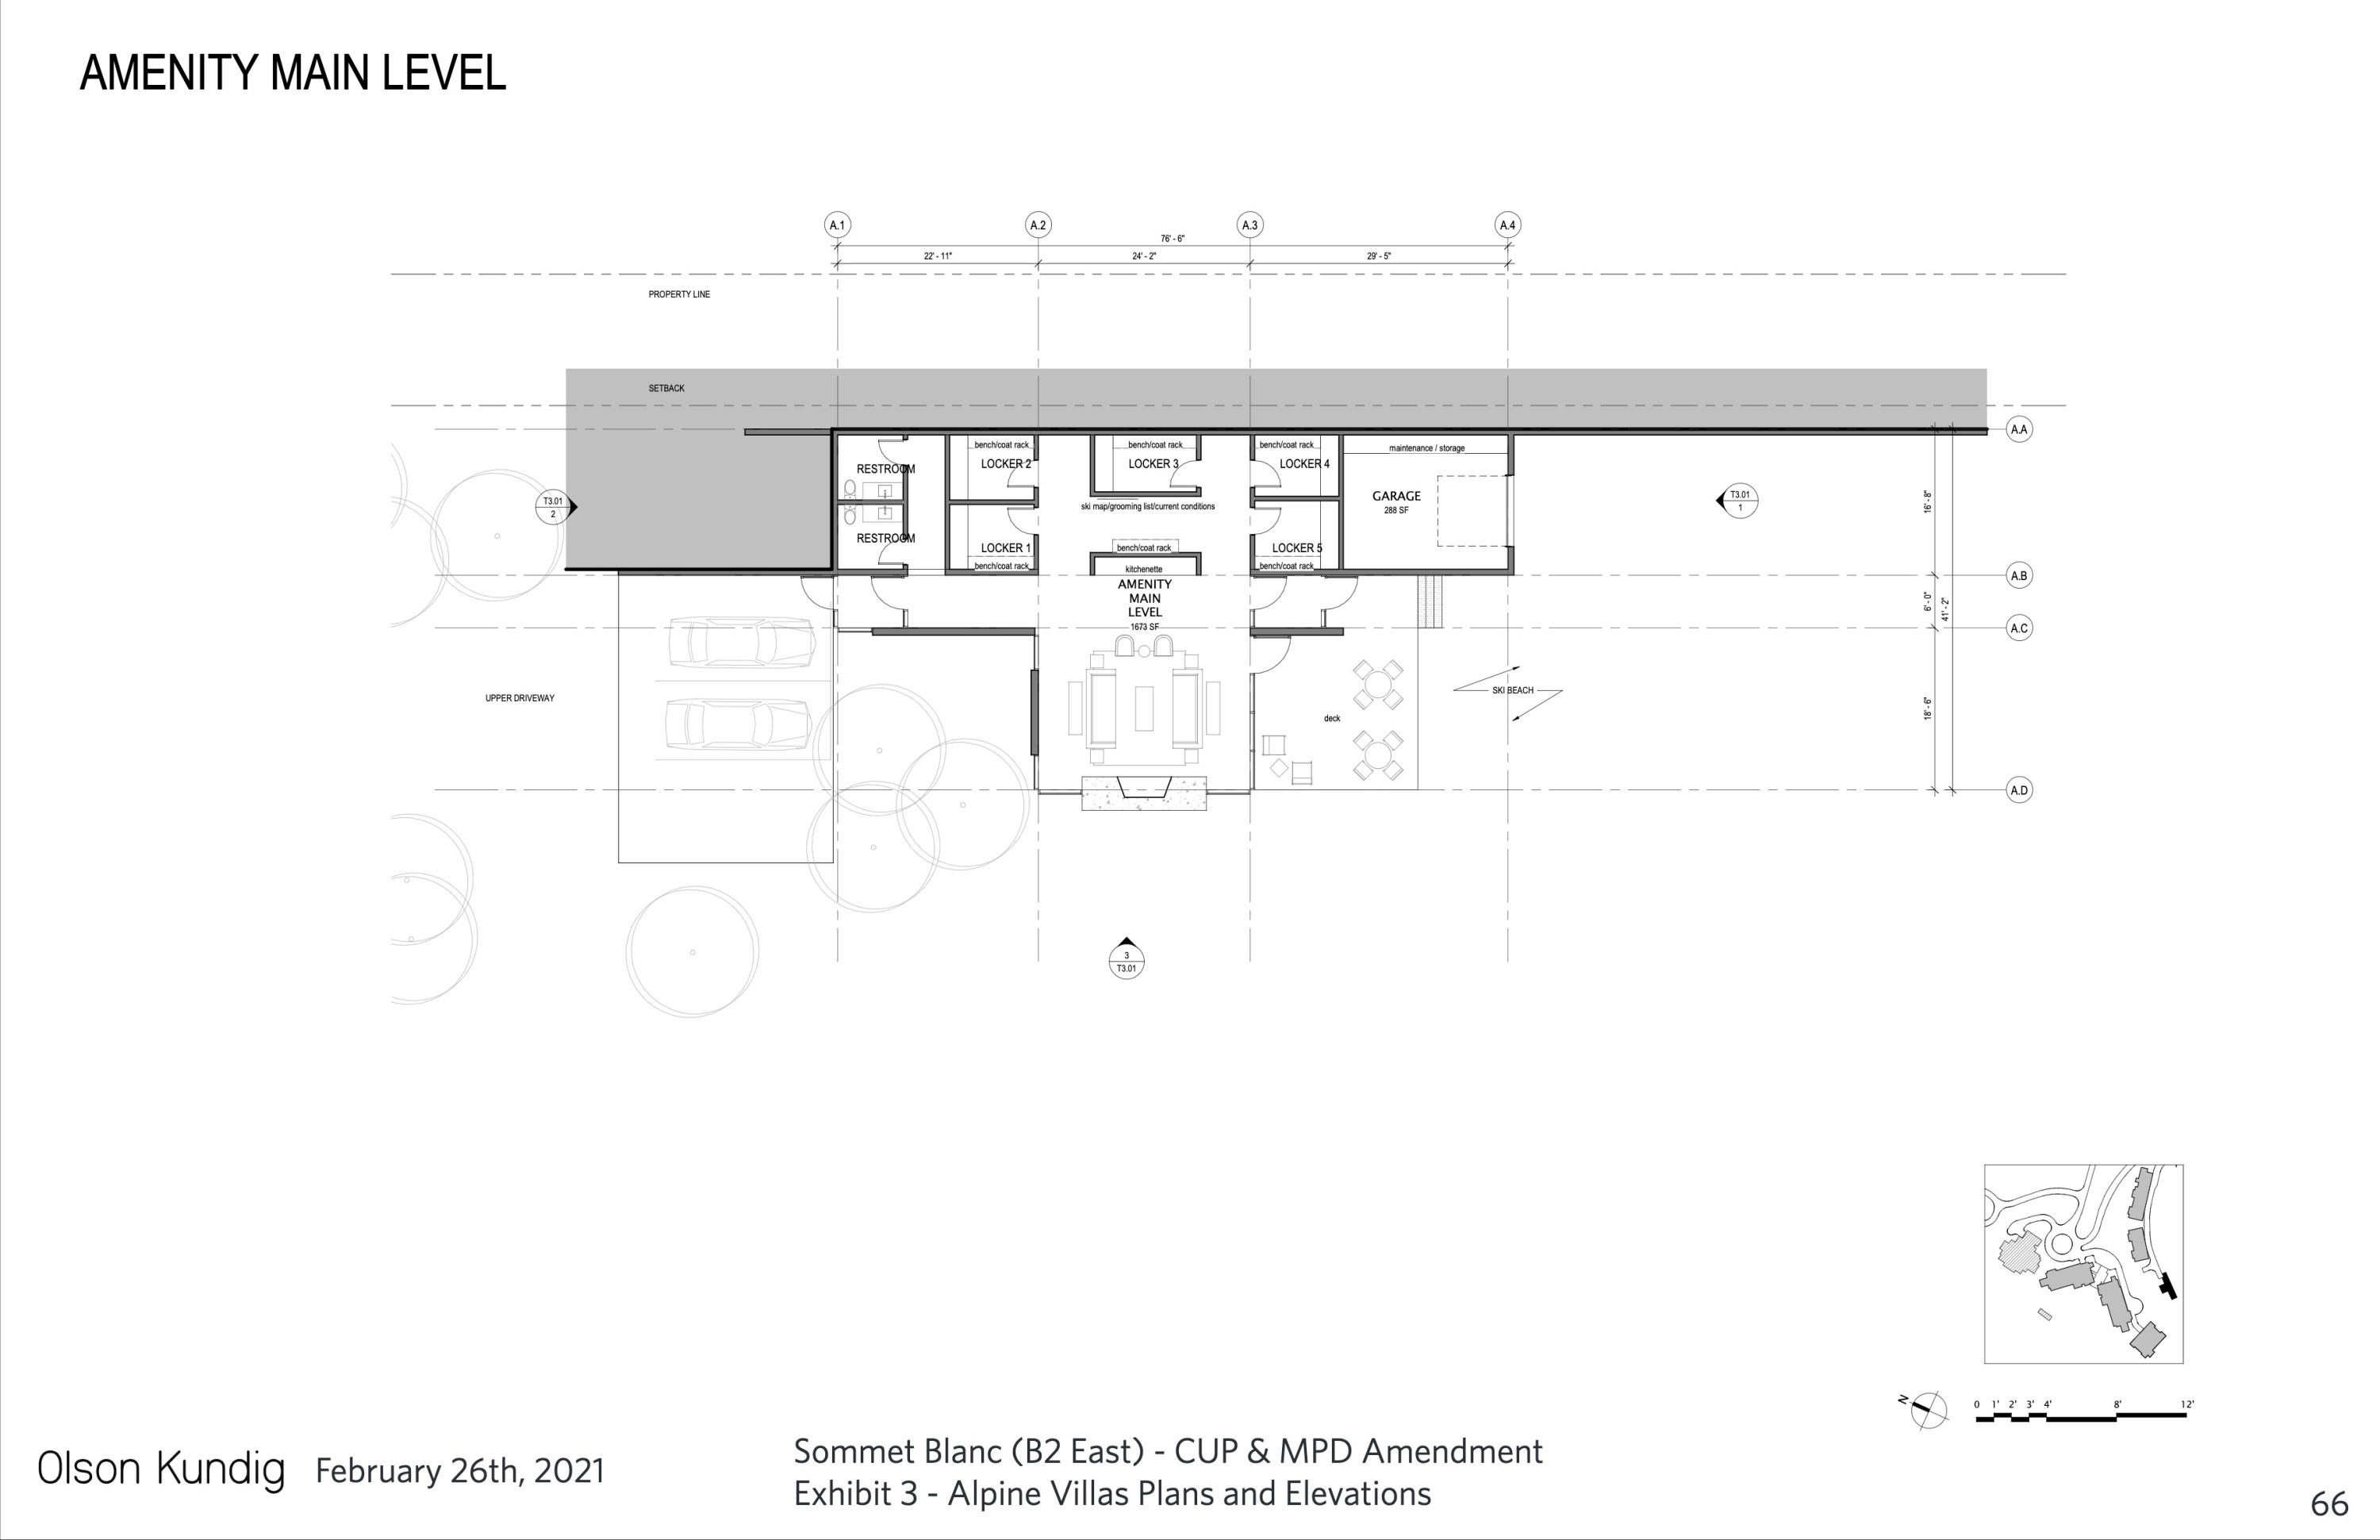 AMENITY MAIN LEVEL
A.1
A.2
A.3
A.4
76' - 6"
22' - 11"
24' - 2"
29' - 5"
PROPERTY LINE
SETBACK
A.A
bench/coat rack
bench/coat rack
bench/coat rack
maintenance / storage
RESTROOM
LOCKER 2
LOCKER 3
LOCKER 4
T3.01
2
GARAGE
288 SF
T3.01
1
16' - 8"
ski map/grooming list/current conditions
RESTROOM
LOCKER 1
bench/coat rack
LOCKER 5
bench/coat rack
kitchenette
bench/coat rack
A.B
AMENITY
MAIN
LEVEL
1673 SF
6' - 0"
41' - 2"
A.C
UPPER DRIVEWAY
SKI BEACH
deck
18' - 6"
A.D
3
T3.01
N
0 1' 2' 3' 4' 8' 12'
Olson Kundig February 26th, 2021
Sommet Blanc (B2 East) - CUP & MPD Amendment
Exhibit 3 - Alpine Villas Plans and Elevations
66